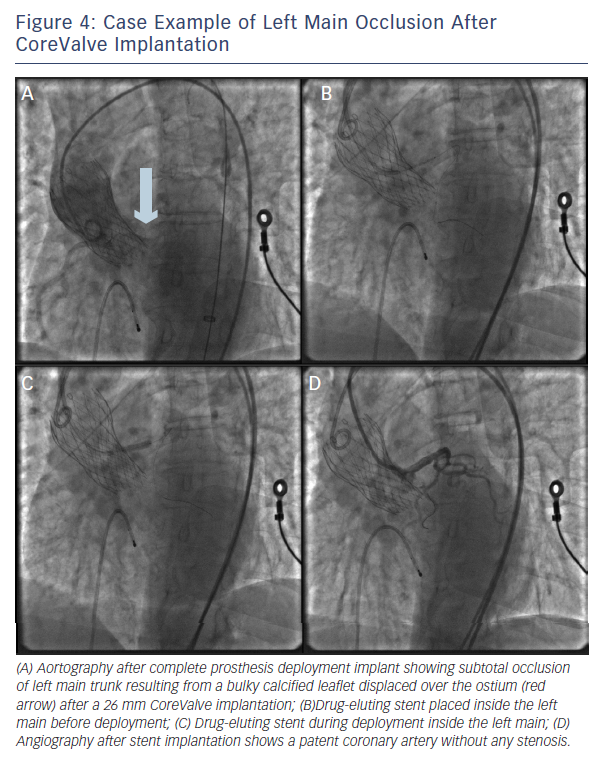 Figure 4: Case Example of Left Main Occlusion After
CoreValve Implantation
A
B
C
D
(A) Aortography after complete prosthesis deployment implant showing subtotal occlusion
of left main trunk resulting from a bulky calcified leaflet displaced over the ostium (red
arrow) after a 26 mm CoreValve implantation; (B)Drug-eluting stent placed inside the left
main before deployment; (C) Drug-eluting stent during deployment inside the left main; (D)
Angiography after stent implantation shows a patent coronary artery without any stenosis.